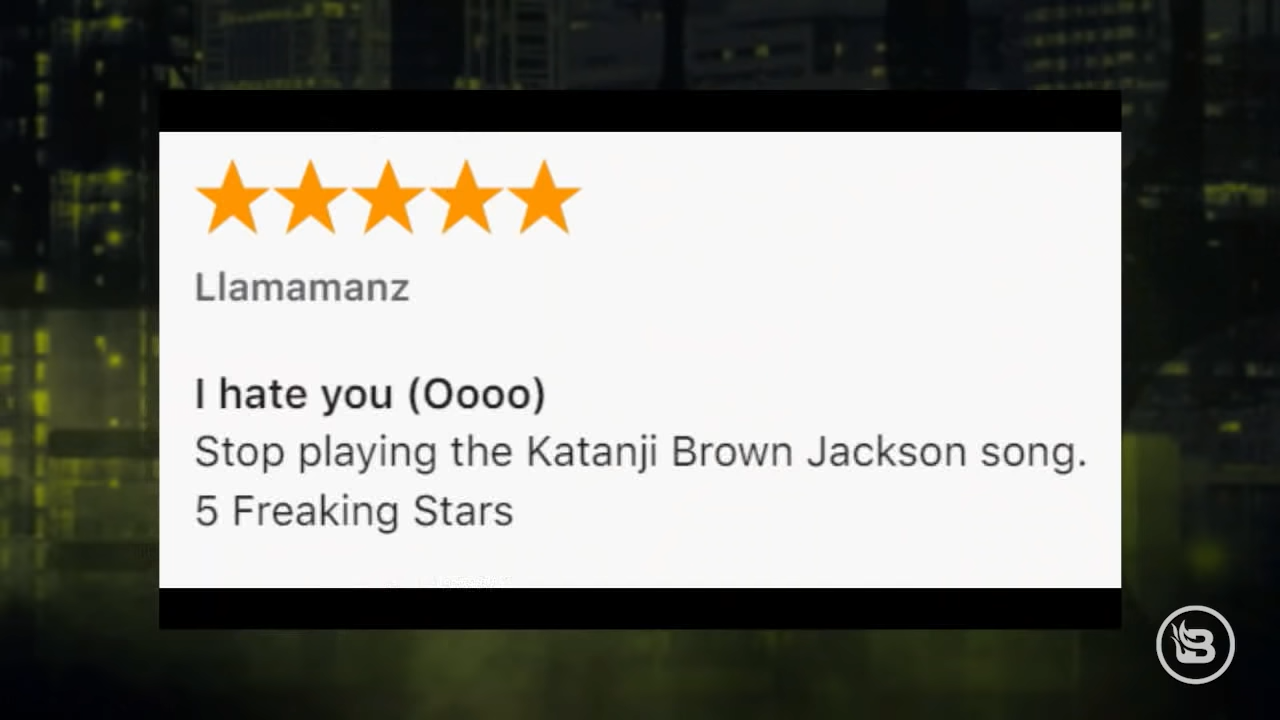 Llamamanz
I hate you (Oooo)
Stop playing the Katanji Brown Jackson song.
5 Freaking Stars
B